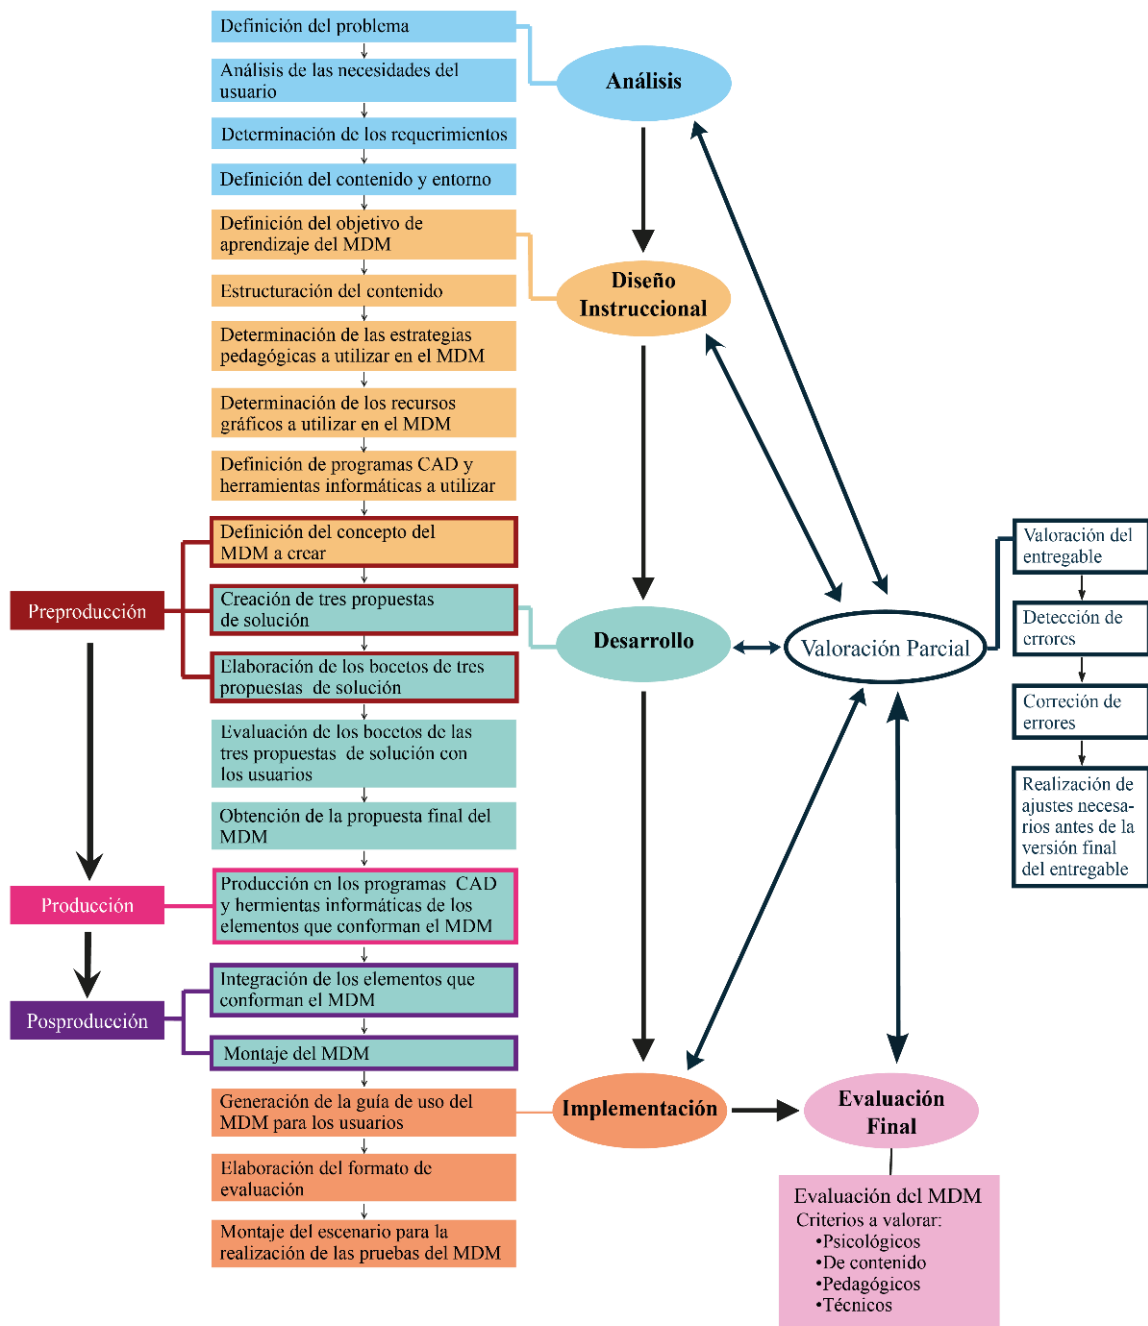 Definición del problema
Análisis de las necesidades del
usuario
Determinación de los requerimientos
Definición del contenido y entorno
Definición del objetivo de
aprendizaje del MDM
Estructuración del contenido
Determinación de las estrategias
pedagógicas a utilizar en el MDM
Determinación de los recursos
gráficos a utilizar en el MDM
Definición de programas CAD y
herramientas informáticas a utilizar
Definición del concepto del
MDM a crear
Creación de tres propuestas
de solución
Elaboración de los bocetos de tres
propuestas de solución
Evaluación de los bocetos de las
tres propuestas de solución con
los usuarios
Obtención de la propuesta final del
MDM
Producción en los programas CAD
y hermientas informáticas de los
elementos que conforman el MDM
Integración de los elementos que
conforman el MDM
Montaje del MDM
Generación de la guía de uso del
MDM para los usuarios
Elaboración del formato de
evaluación
Montaje del escenario para la
realización de las pruebas del MDM
Preproducción
Producción
Posproducción
Análisis
Diseño
Instruccional
Desarrollo
Implementación
Valoración Parcial
Evaluación
Final
Evaluación del MDM
Criterios a valorar:
•Psicológicos
•De contenido
•Pedagógicos
•Técnicos
Valoración del
entregable
Detección de
errores
Correción de
errores
Realización de
ajustes necesa-
rios antes de la
versión final
del entregable